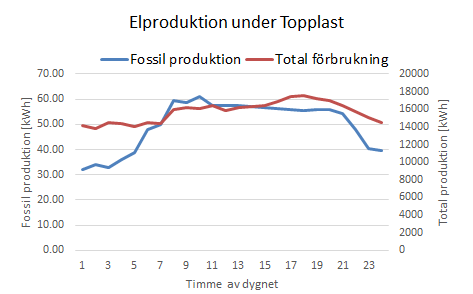 Elproduktion under Topplast
Fossil produktion Total förbrukning
70.00 20000
60.00 18000
50.00 16000
40.00 14000
30.00 12000
20.00 10000
10.00 8000
0.00 6000
4000
2000
0
Fossil produktion [kWh]
Total produktion [kWh]
1 3 5 7 9 11 13 15 17 19 21 23
Timme av dygnet